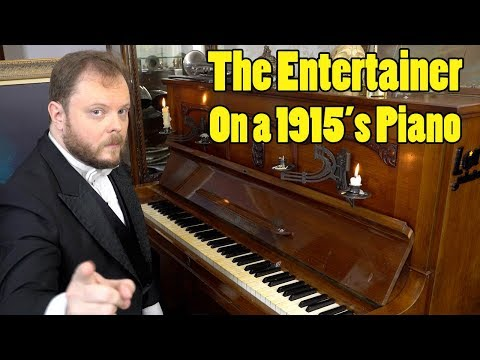 The Entertainer
On a 1915's Piano